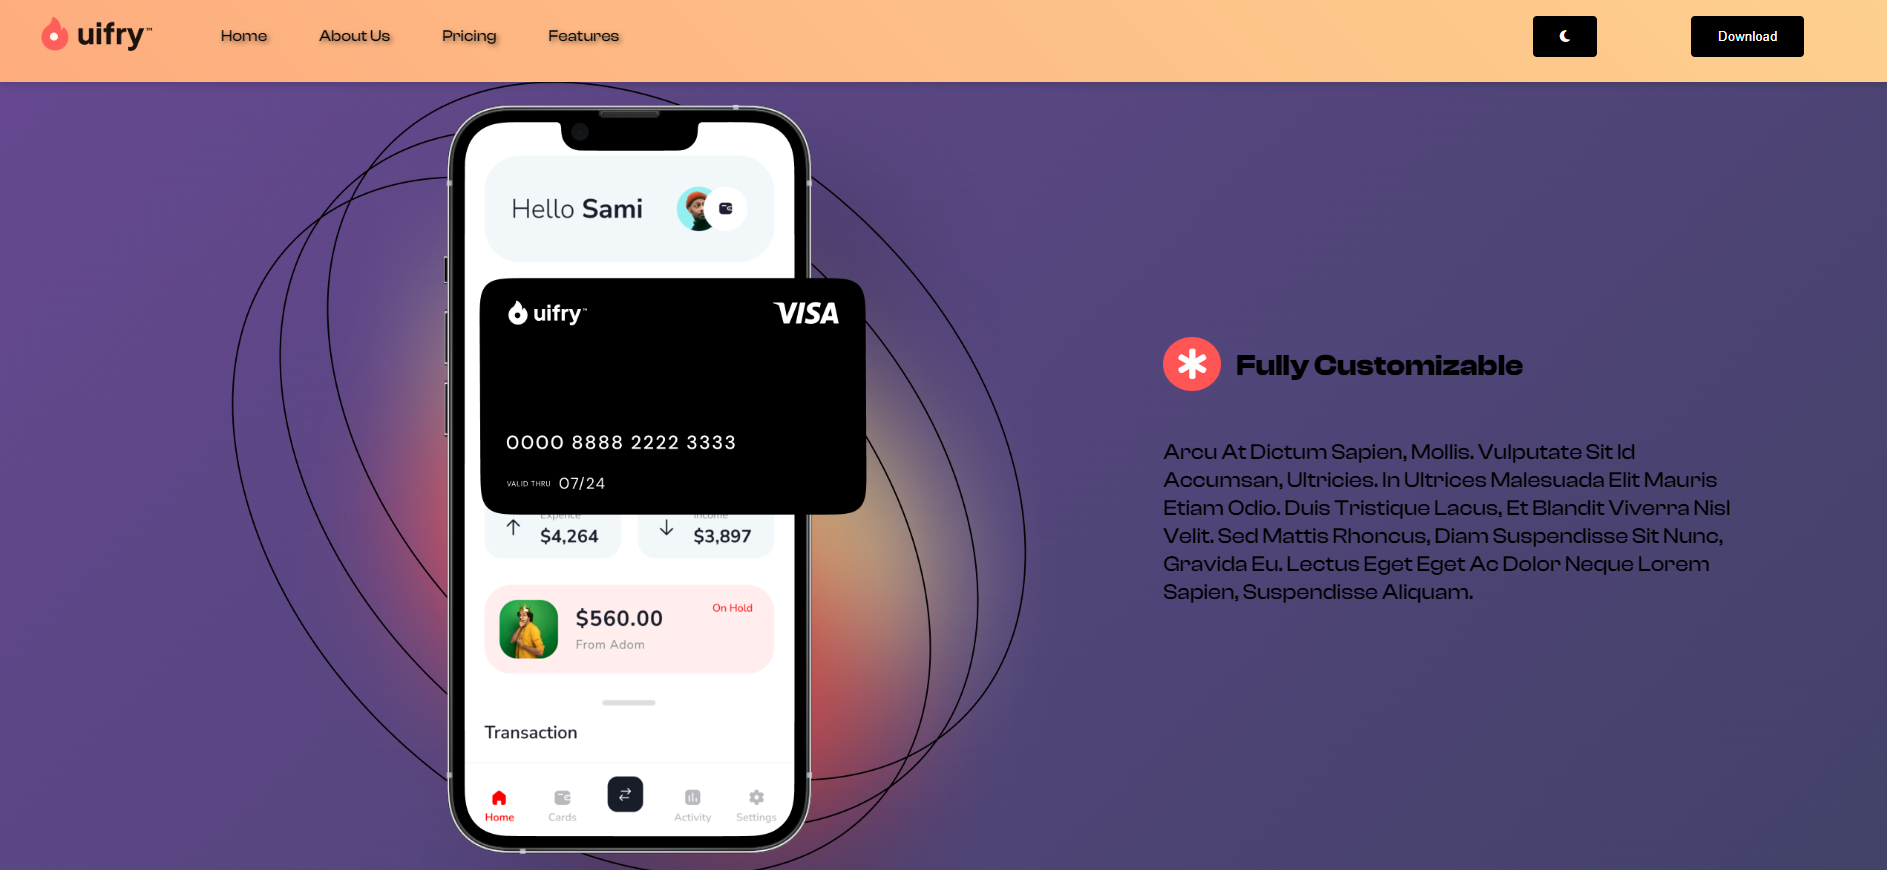 uifry™
Home
About Us
Pricing
Features
Download
Hello Sami
uifry™
VISA
0000 8888 2222 3333
VALID THRU 07/24
Expence
$4,264
Income
$3,897
$560.00
On Hold
From Adom
Transaction
Home
Cards
Activity
Settings
Fully Customizable
Arcu At Dictum Sapien, Mollis. Vulputate Sit Id
Accumsan, Ultricies. In Ultrices Malesuada Elit Mauris
Etiam Odio. Duis Tristique Lacus, Et Blandit Viverra Nisl
Velit. Sed Mattis Rhoncus, Diam Suspendisse Sit Nunc,
Gravida Eu. Lectus Eget Eget Ac Dolor Neque Lorem
Sapien, Suspendisse Aliquam.